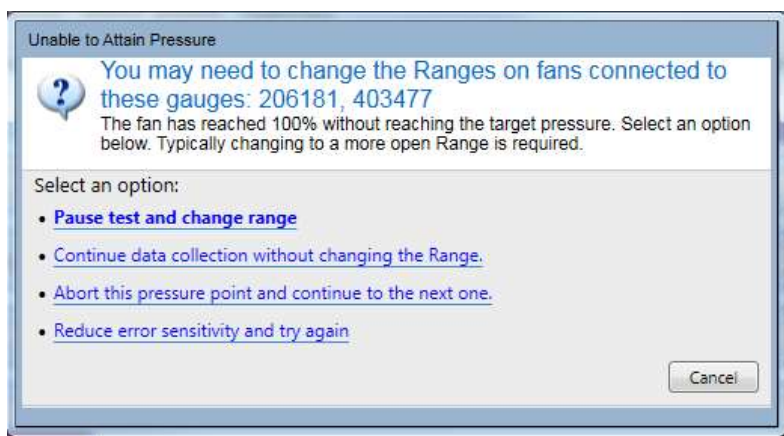 Unable to Attain Pressure
You may need to change the Ranges on fans connected to
these gauges: 206181, 403477
The fan has reached 100% without reaching the target pressure. Select an option
below. Typically changing to a more open Range is required.
Select an option:
• Pause test and change range
• Continue data collection without changing the Range.
• Abort this pressure point and continue to the next one.
• Reduce error sensitivity and try again
Cancel